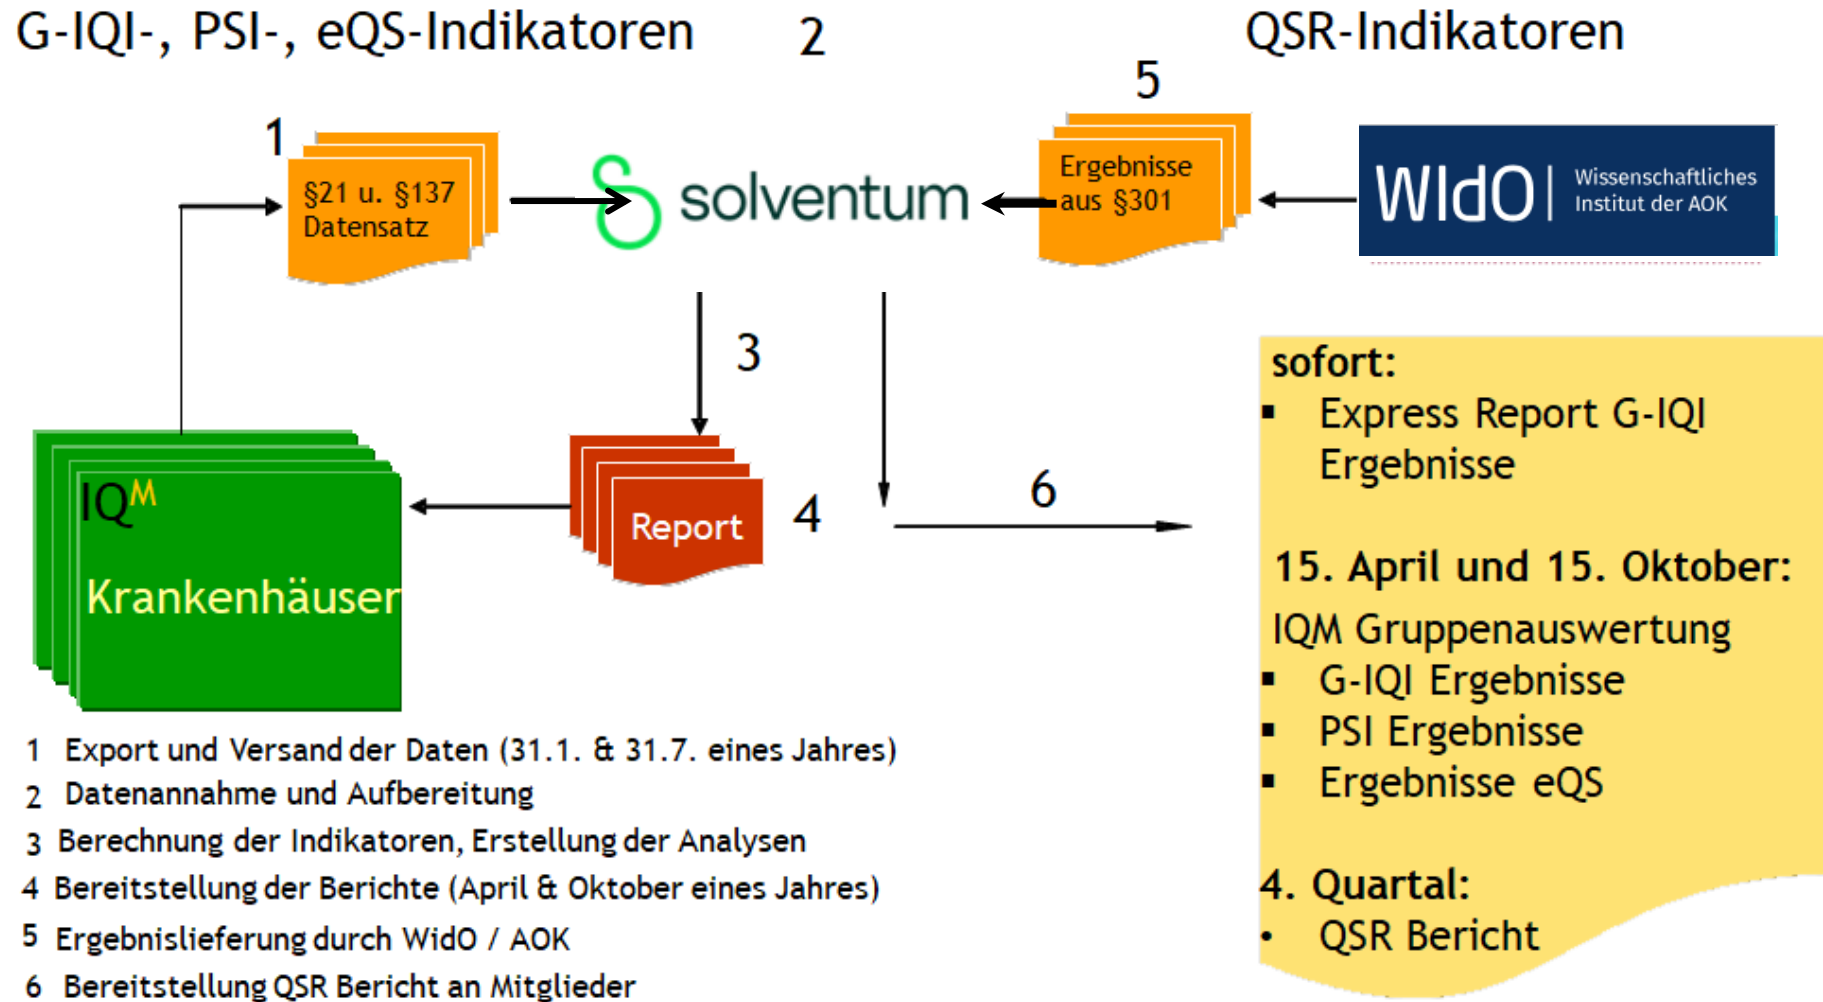 G-IQI-, PSI-, eQS-Indikatoren
2
QSR-Indikatoren
5
1
§21 u. §137
Datensatz
solventum
Ergebnisse
aus §301
WIdO
Wissenschaftliches
Institut der AOK
3
sofort:
▪ Express Report G-IQI
Ergebnisse
IQM
Krankenhäuser
Report
4
6
15. April und 15. Oktober:
IQM Gruppenauswertung
▪ G-IQI Ergebnisse
▪ PSI Ergebnisse
▪ Ergebnisse eQS
4. Quartal:
• QSR Bericht
1 Export und Versand der Daten (31.1. & 31.7. eines Jahres)
2 Datenannahme und Aufbereitung
3 Berechnung der Indikatoren, Erstellung der Analysen
4 Bereitstellung der Berichte (April & Oktober eines Jahres)
5 Ergebnislieferung durch WidO / AOK
6 Bereitstellung QSR Bericht an Mitglieder